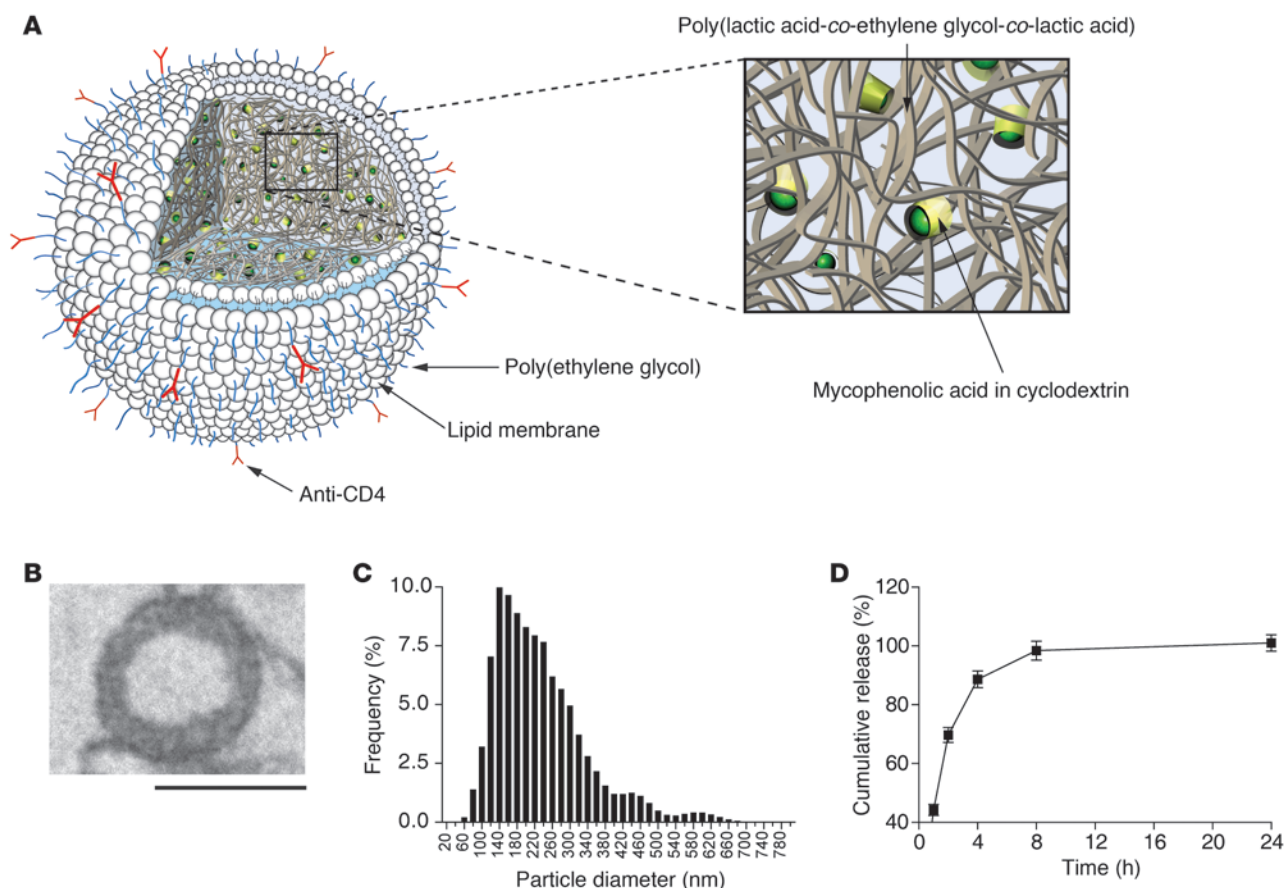 A
Poly(lactic acid-co-ethylene glycol-co-lactic acid)
Poly(ethylene glycol)
Lipid membrane
Anti-CD4
Mycophenolic acid in cyclodextrin
B
C
10.0
7.5
5.0
2.5
0.0
Frequency (%)
20
60
100
140
180
220
260
300
340
380
420
460
500
540
580
620
660
700
740
780
Particle diameter (nm)
D
120
100
80
60
40
Cumulative release (%)
0 4 8 12 16 20 24
Time (h)